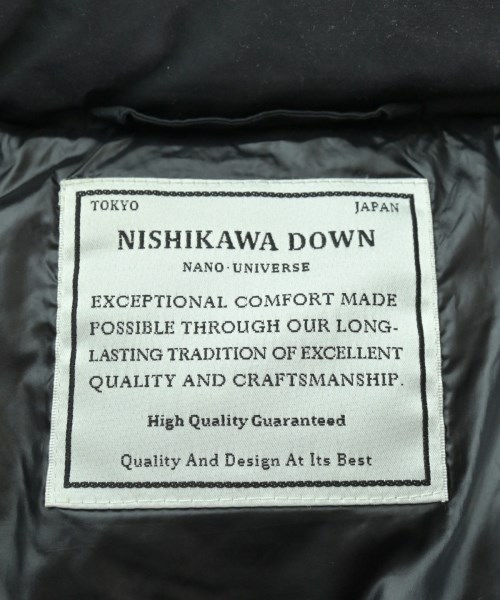 TOKYO JAPAN
NISHIKAWA DOWN
NANO·UNIVERSE
EXCEPTIONAL COMFORT MADE
POSSIBLE THROUGH OUR LONG-
LASTING TRADITION OF EXCELLENT
QUALITY AND CRAFTSMANSHIP.
High Quality Guaranteed
Quality And Design At Its Best